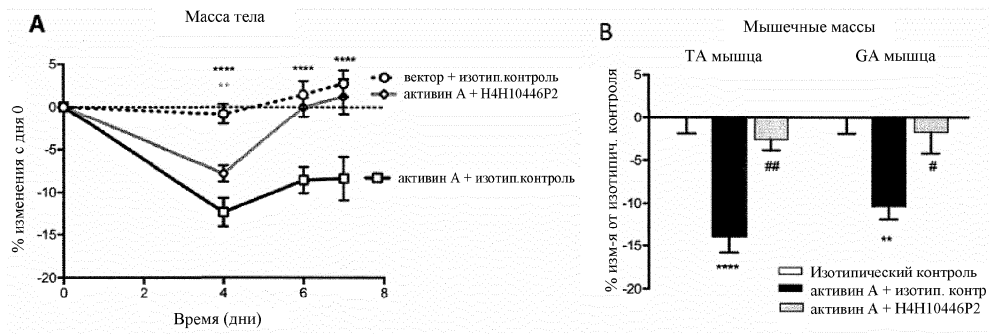 A
Масса тела
% изменения с дня 0
5
0
-5
-10
-15
-20
0
2
4
6
8
Время (дни)
****
**
****
****
вектор + изотип.контроль
активин А + H4H10446P2
активин А + изотип.контроль
B
Мышечные массы
ТА мышца
GA мышца
% изм-я от изотипич. контроля
5
0
-5
-10
-15
-20
****
##
**
#
Изотипический контроль
активин А + изотип. контр
активин А + H4H10446P2